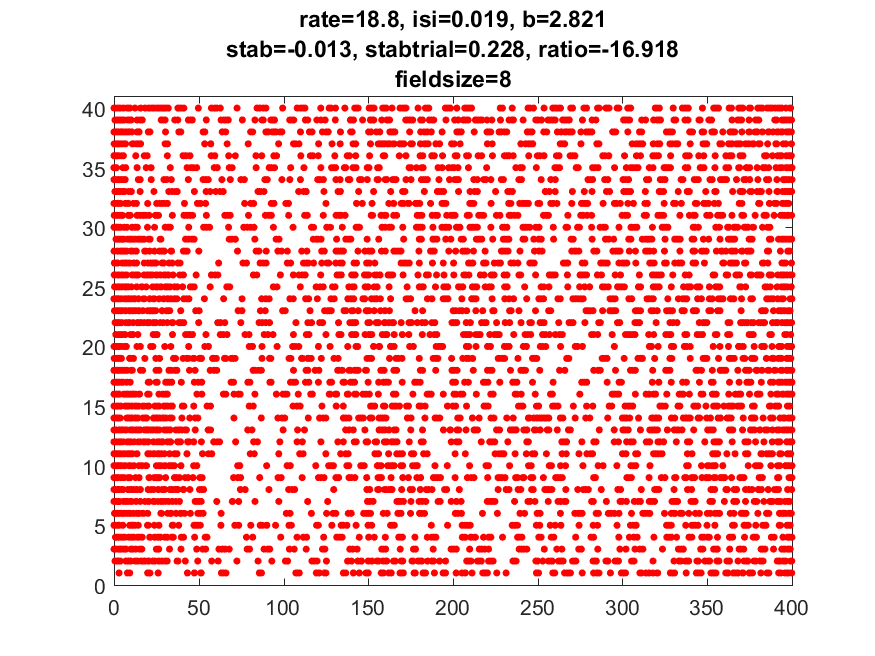 rate=18.8, isi=0.019, b=2.821
stab=-0.013, stabtrial=0.228, ratio=-16.918
fieldsize=8
40
35
30
25
20
15
10
5
0
0 50 100 150 200 250 300 350 400